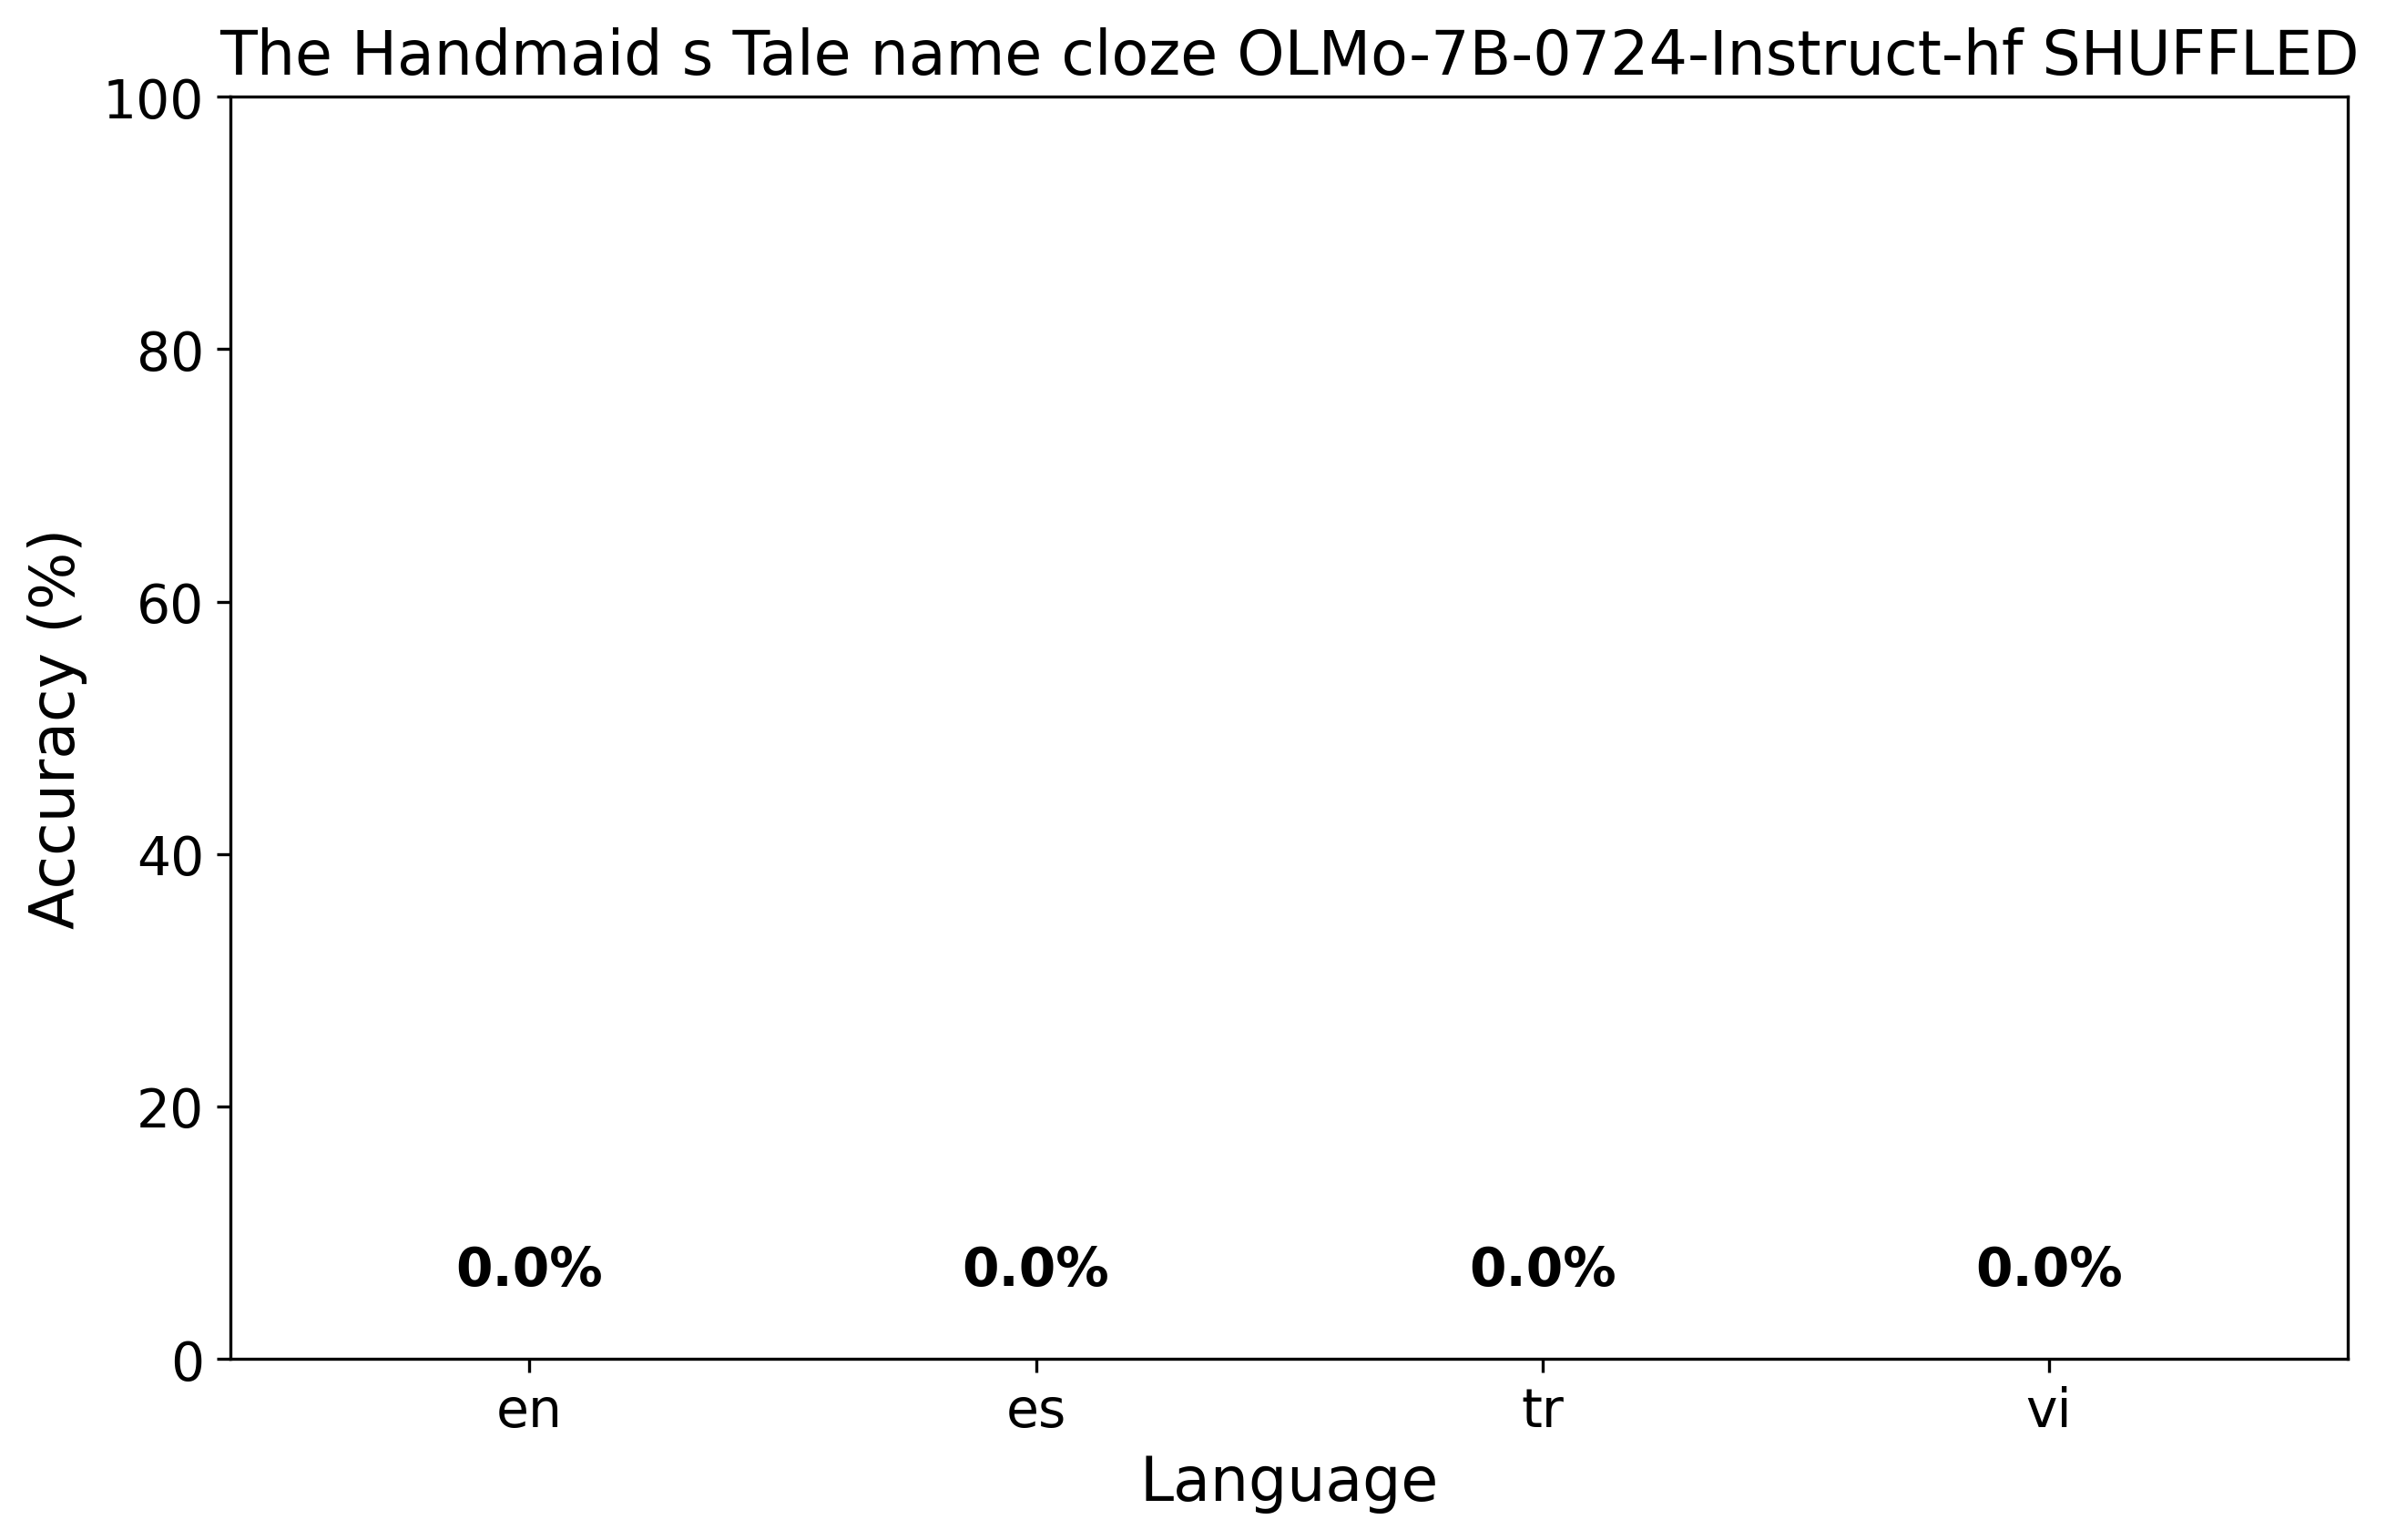 The Handmaid s Tale name cloze OLMo-7B-0724-Instruct-hf SHUFFLED
Accuracy (%)
100
80
60
40
20
0
0.0% 0.0% 0.0% 0.0%
en es tr vi
Language